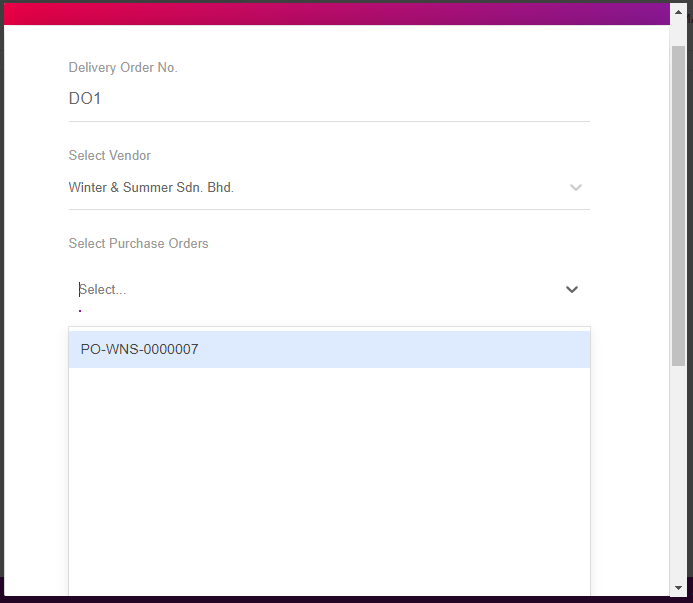 Delivery Order No.
DO1
Select Vendor
Winter & Summer Sdn. Bhd.
Select Purchase Orders
Select...
PO-WNS-0000007